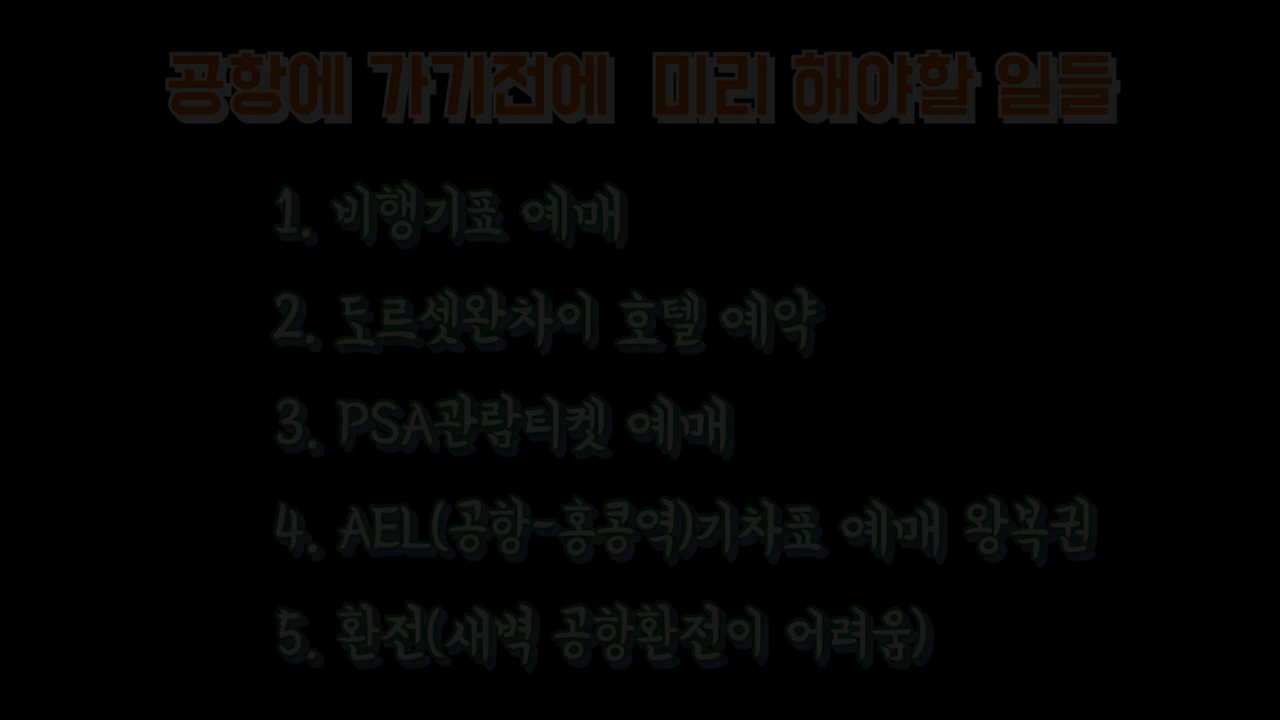 공항에 가기전에 미리 해야할 일들
1. 비행기표 예매
2. 도르셋완차이 호텔 예약
3. PSA관람티켓 예매
4. AEL(공항-홍콩역)기차표 예매 왕복권
5. 환전(새벽 공항환전이 어려움)